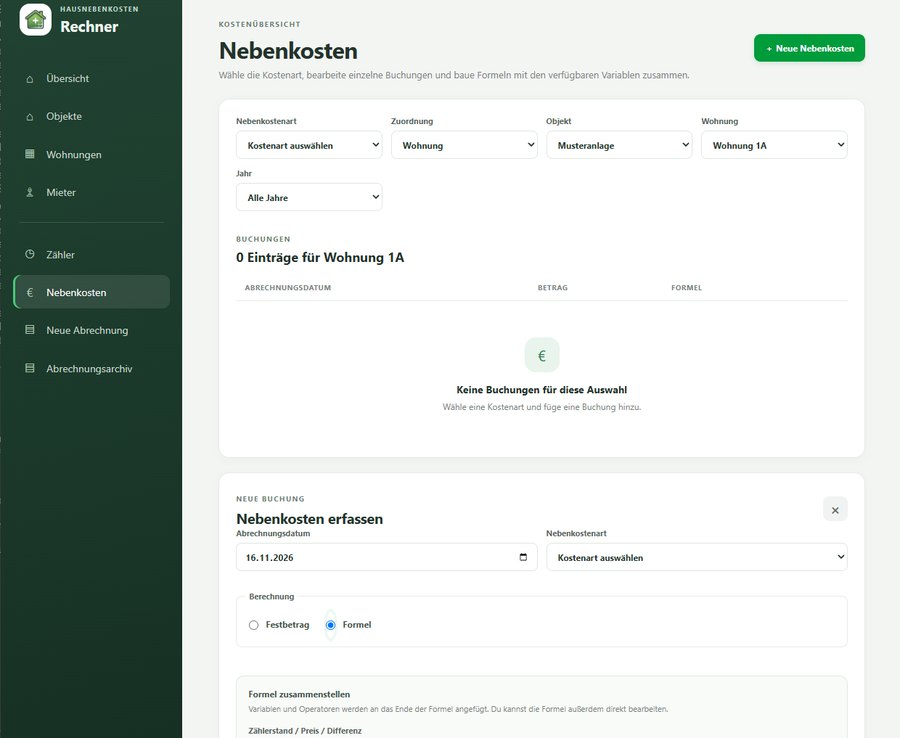 HAUSNEBENKOSTEN
Rechner
Übersicht
Objekte
Wohnungen
Mieter
Zähler
€ Nebenkosten
Neue Abrechnung
Abrechnungsarchiv
KOSTENÜBERSICHT
Nebenkosten
+ Neue Nebenkosten
Wähle die Kostenart, bearbeite einzelne Buchungen und baue Formeln mit den verfügbaren Variablen zusammen.
Nebenkostenart Zuordnung Objekt Wohnung
Kostenart auswählen Wohnung Musteranlage Wohnung 1A
Jahr
Alle Jahre
BUCHUNGEN
0 Einträge für Wohnung 1A
ABRECHNUNGSDATUM BETRAG FORMEL
€
Keine Buchungen für diese Auswahl
Wähle eine Kostenart und füge eine Buchung hinzu.
NEUE BUCHUNG
Nebenkosten erfassen
×
Abrechnungsdatum Nebenkostenart
16.11.2026 Kostenart auswählen
Berechnung
Festbetrag Formel
Formel zusammenstellen
Variablen und Operatoren werden an das Ende der Formel angefügt. Du kannst die Formel außerdem direkt bearbeiten.
Zählerstand / Preis / Differenz